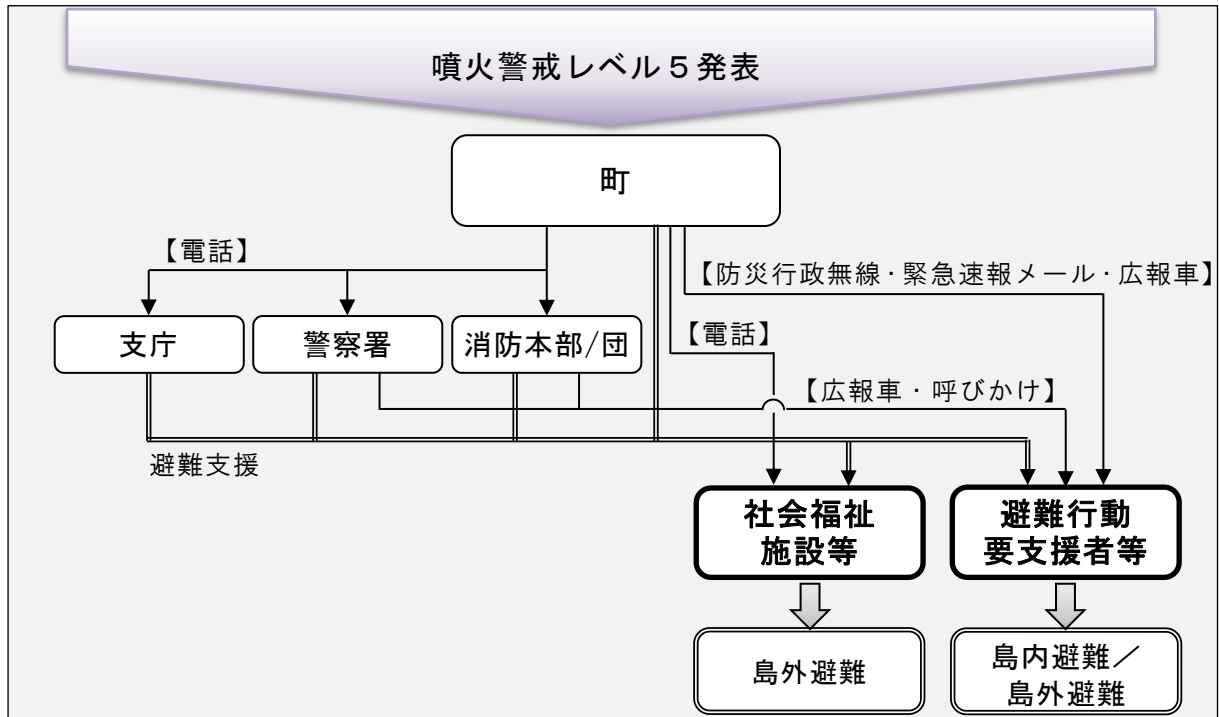 噴火警戒レベル５発表
町
【電話】
【防災行政無線・緊急速報メール・広報車】
支庁
警察署
消防本部/団
【電話】
【広報車・呼びかけ】
避難支援
社会福祉
施設等
避難行動
要支援者等
島外避難
島内避難／
島外避難